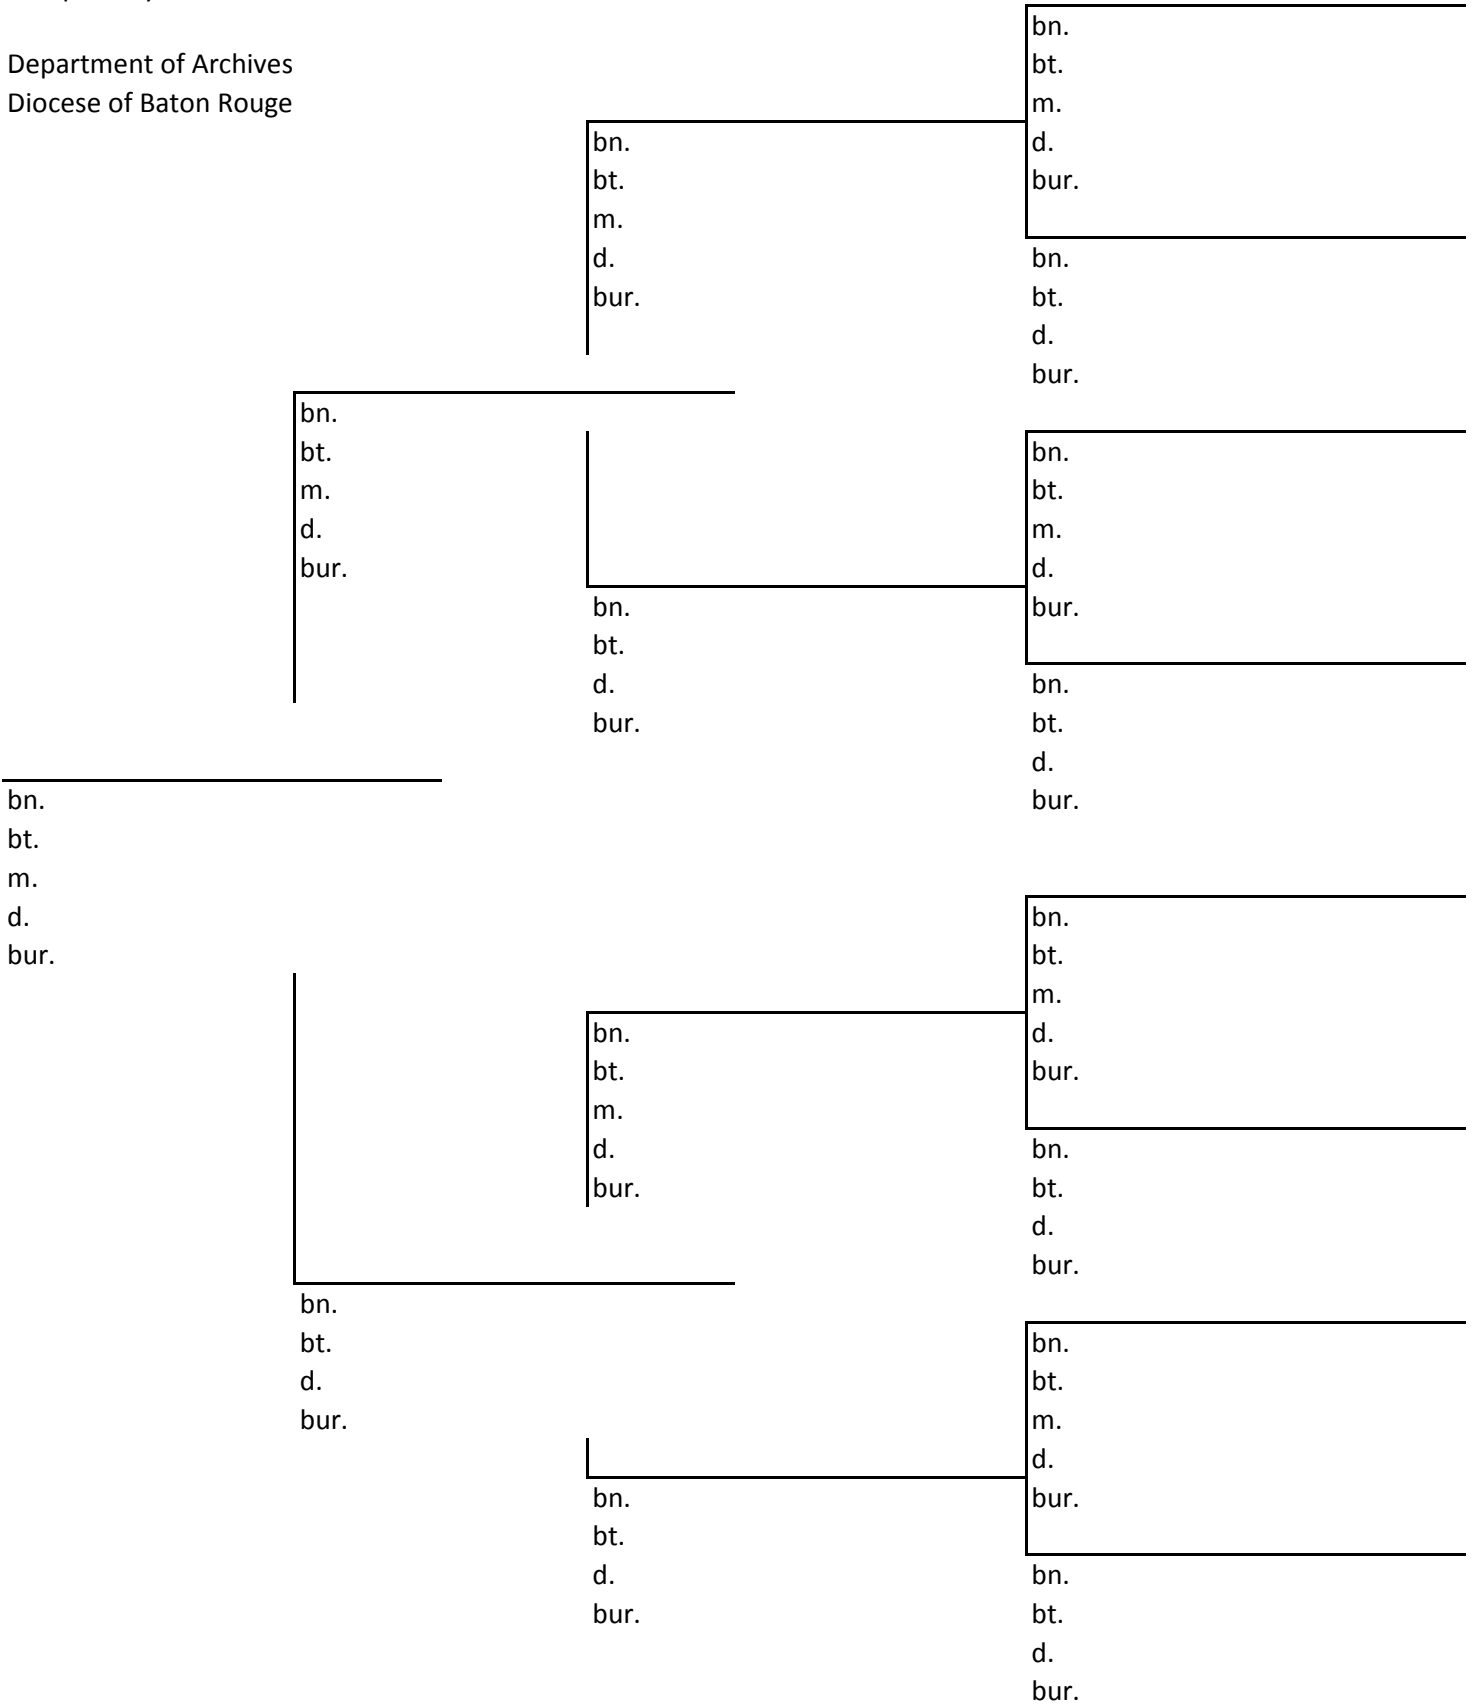 Department of Archives
Diocese of Baton Rouge
bn.
bt.
m.
d.
bur.
bn.
bt.
m.
d.
bur.
bn.
bt.
m.
d.
bur.
bn.
bt.
m.
d.
bur.
bn.
bt.
d.
bur.
bn.
bt.
d.
bur.
bn.
bt.
m.
d.
bur.
bn.
bt.
d.
bur.
bn.
bt.
d.
bur.
bn.
bt.
m.
d.
bur.
bn.
bt.
d.
bur.
bn.
bt.
m.
d.
bur.
bn.
bt.
m.
d.
bur.
bn.
bt.
d.
bur.
bn.
bt.
d.
bur.